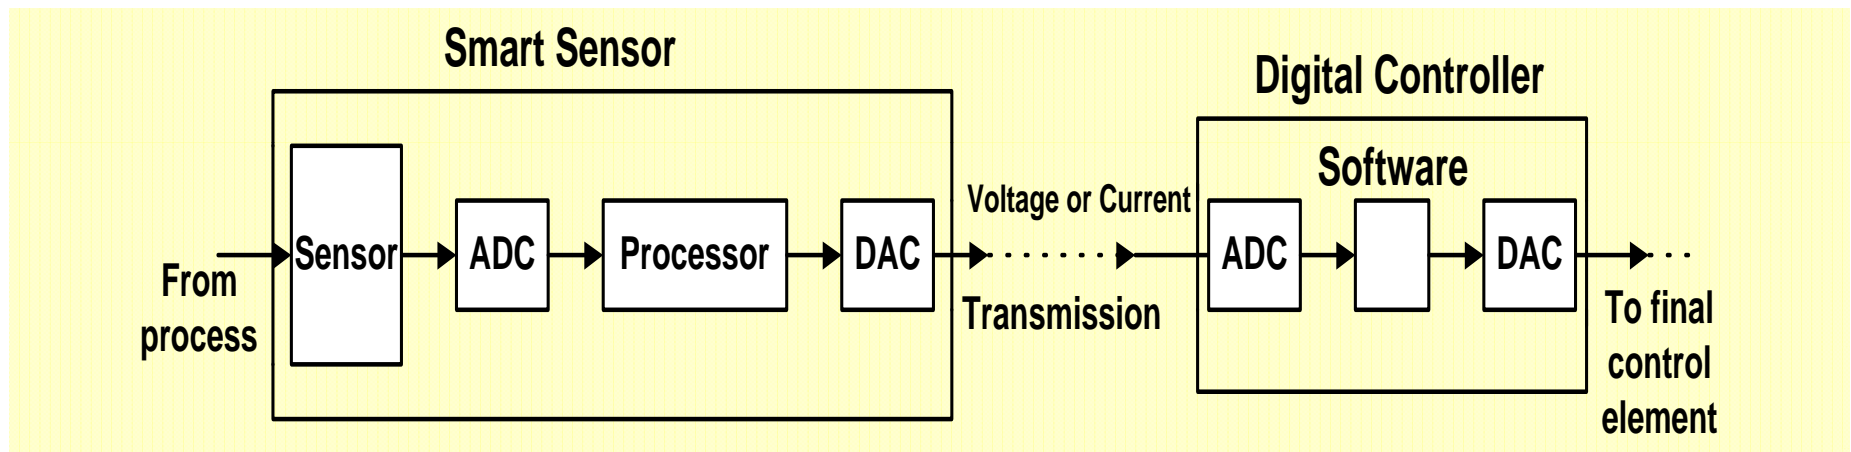 Smart Sensor
Digital Controller
Software
Voltage or Current
Sensor
ADC
Processor
DAC
ADC
DAC
From
process
Transmission
To final
control
element